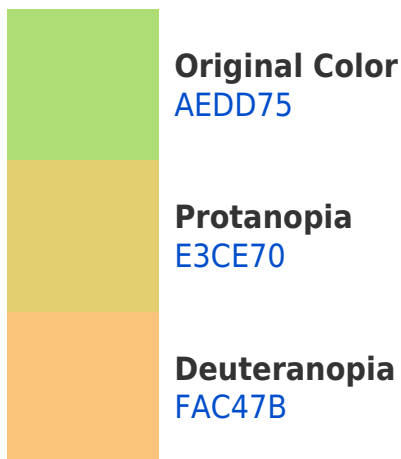 Original Color
AEDD75
Protanopia
E3CE70
Deuteranopia
FAC47B